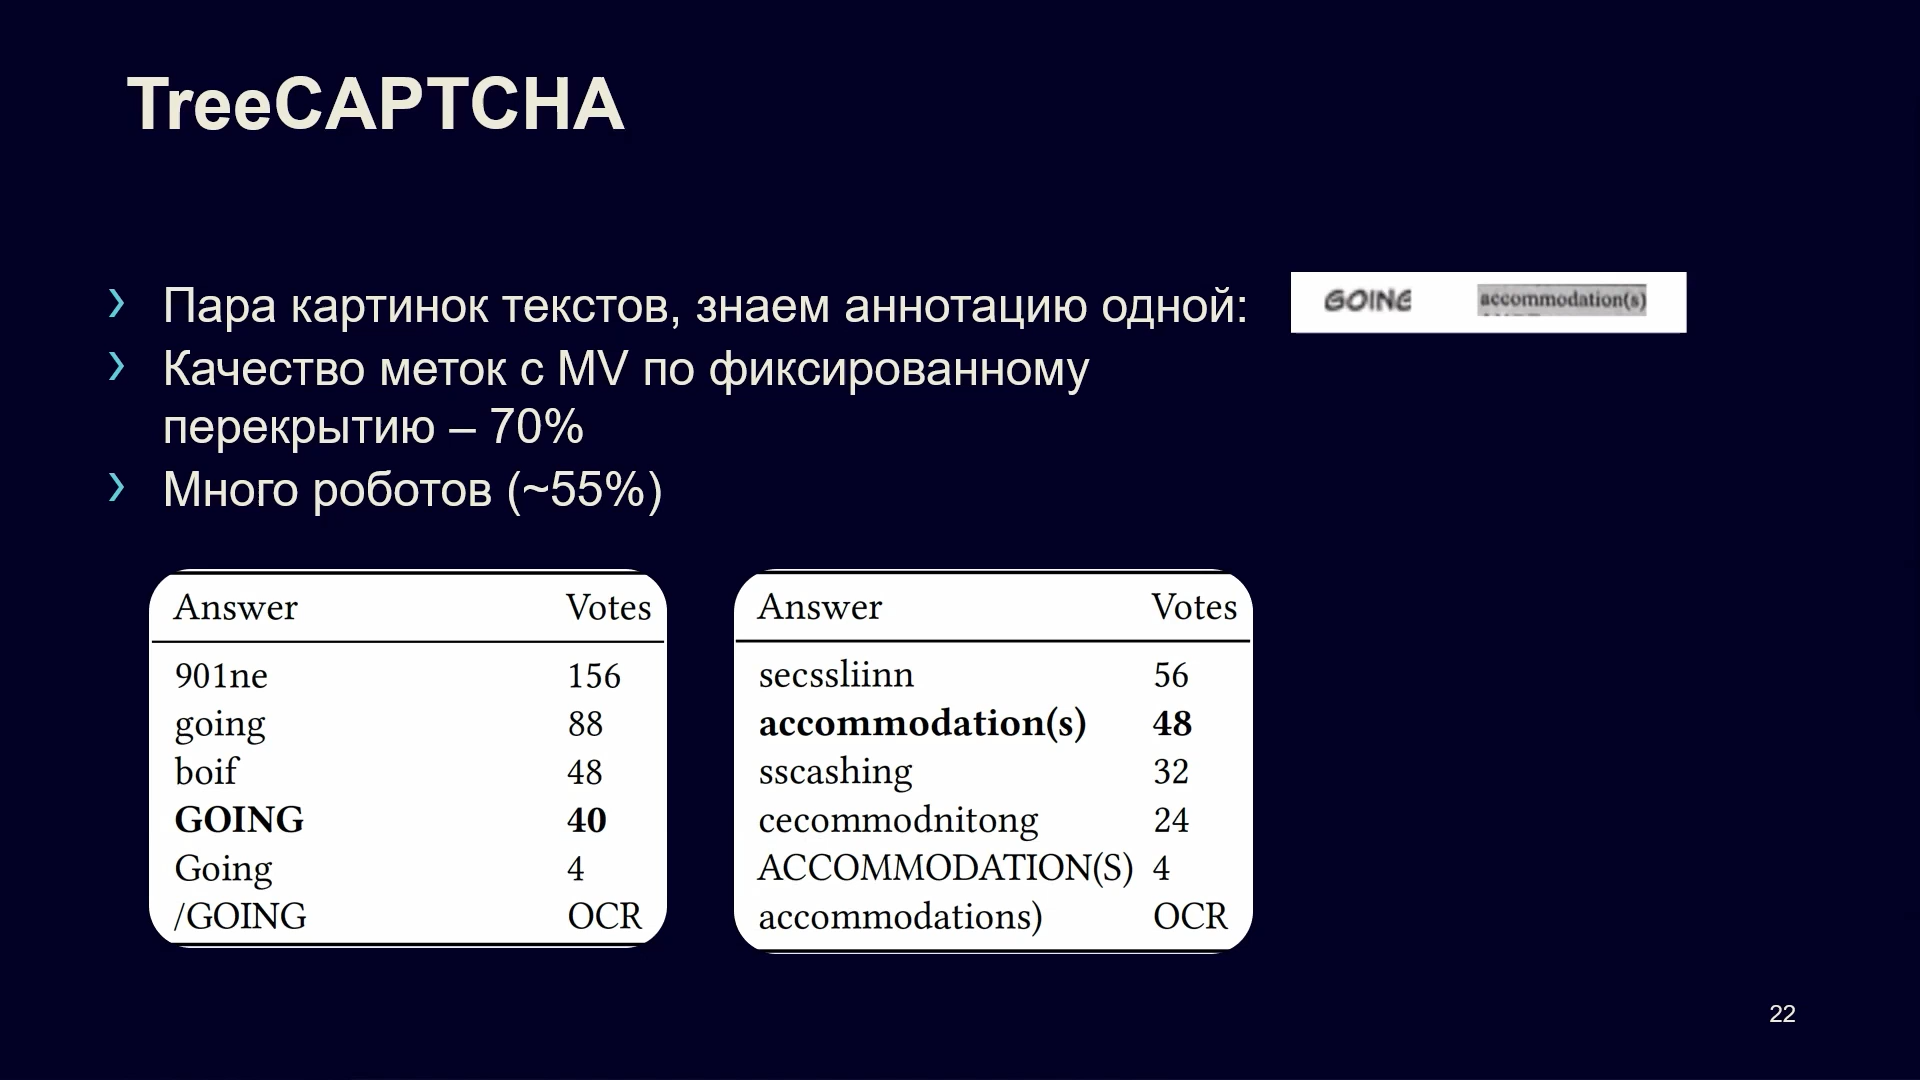 TreeCAPTCHA
Пара картинок текстов, знаем аннотацию одной:
GOING accommodation(s)
Качество меток с MV по фиксированному
перекрытию – 70%
Много роботов (~55%)
Answer Votes
901ne 156
going 88
boif 48
GOING 40
Going 4
/GOING OCR
Answer Votes
secssliinn 56
accommodation(s) 48
sscashing 32
cecommodnitong 24
ACCOMMODATION(S) 4
accommodations) OCR
22